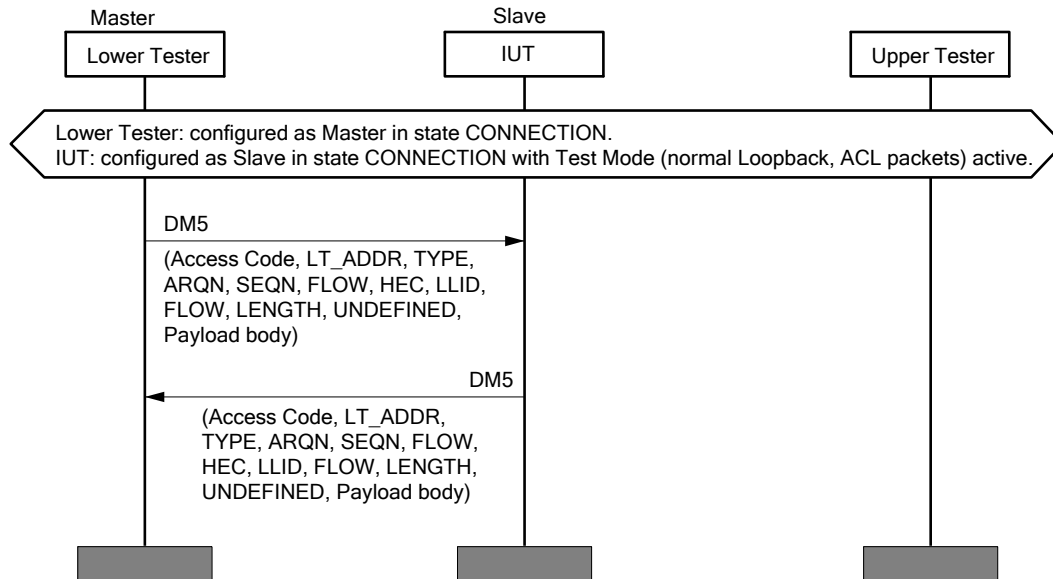 Master
Slave
Lower Tester
IUT
Upper Tester
Lower Tester: configured as Master in state CONNECTION.
IUT: configured as Slave in state CONNECTION with Test Mode (normal Loopback, ACL packets) active.
DM5
(Access Code, LT_ADDR, TYPE,
ARQN, SEQN, FLOW, HEC, LLID,
FLOW, LENGTH, UNDEFINED,
Payload body)
DM5
(Access Code, LT_ADDR,
TYPE, ARQN, SEQN, FLOW,
HEC, LLID, FLOW, LENGTH,
UNDEFINED, Payload body)